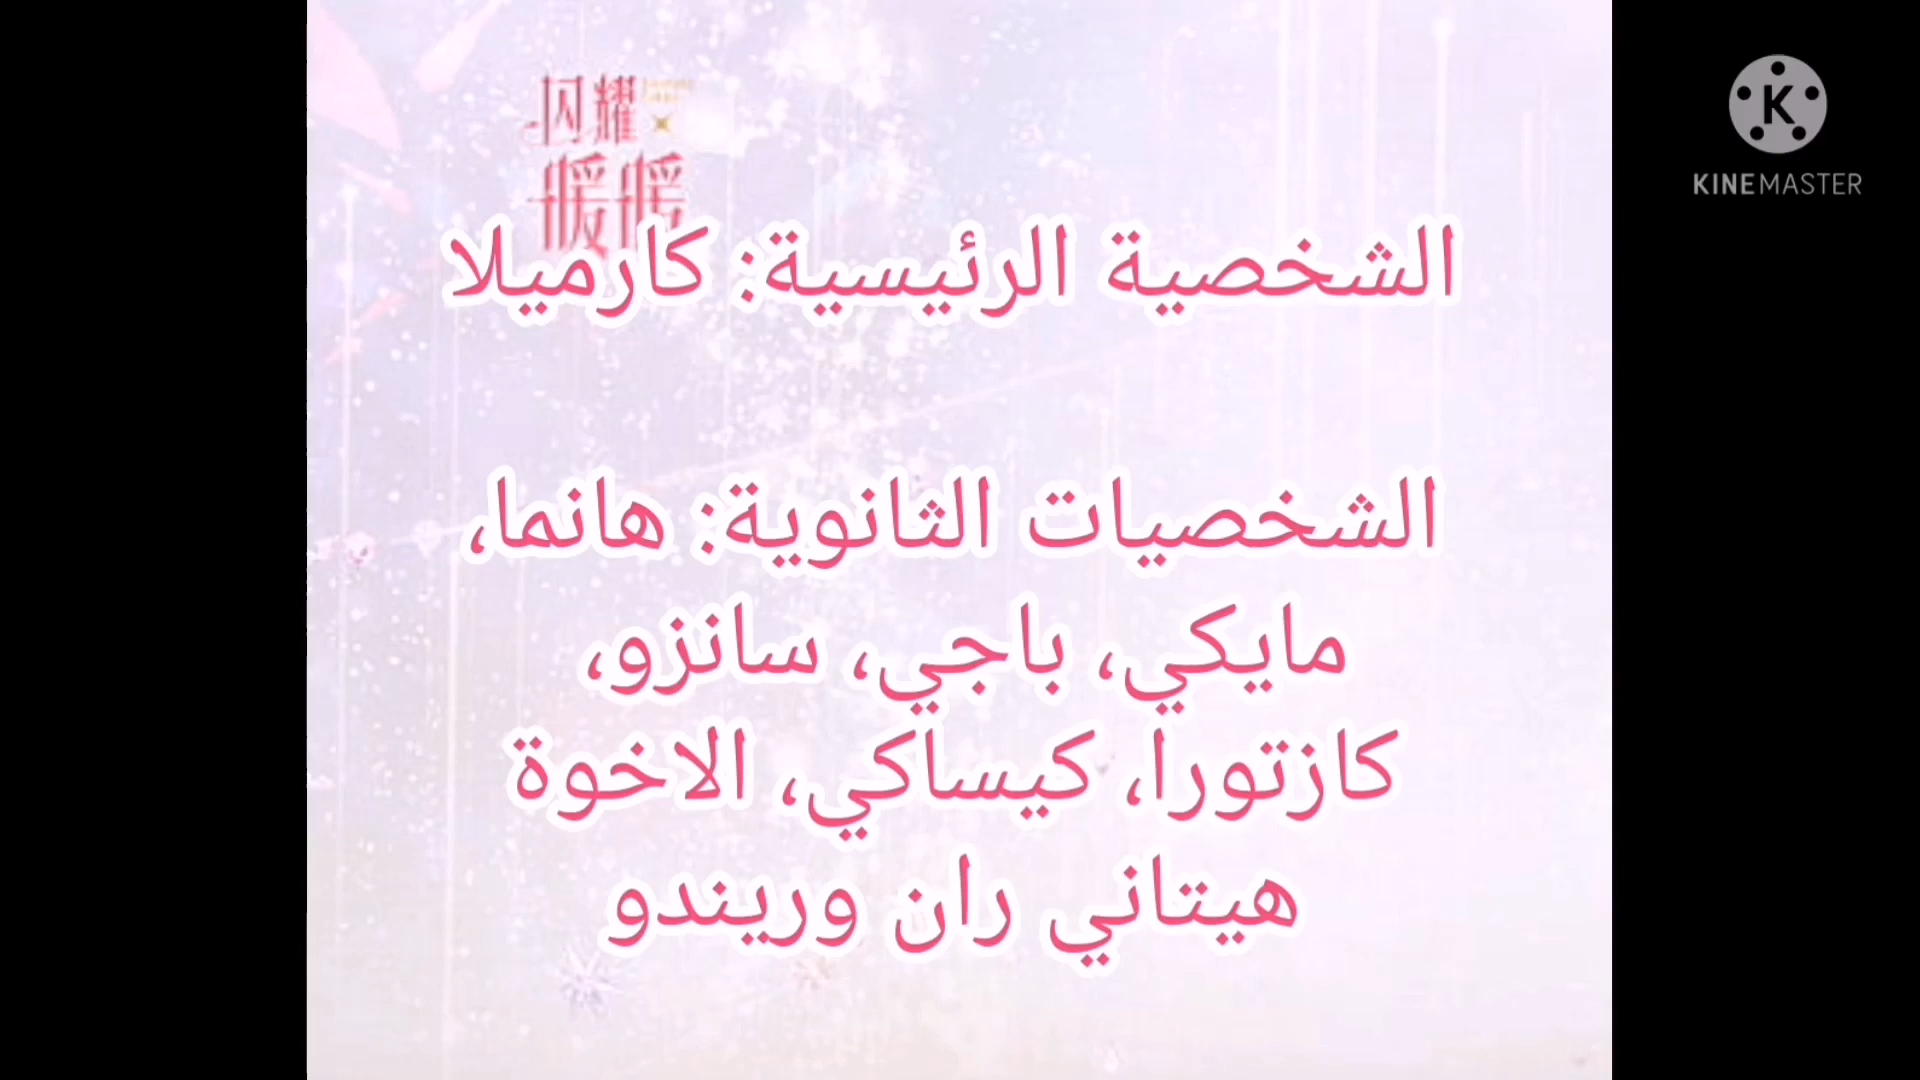 闪耀
暖暖
KINEMASTER
الشخصية الرئيسية: كارميلا
الشخصيات الثانوية: هانما،
مايكي، باجي، سانزو،
كازتورا، كيساكي، الاخوة
هيتاني ران وريندو